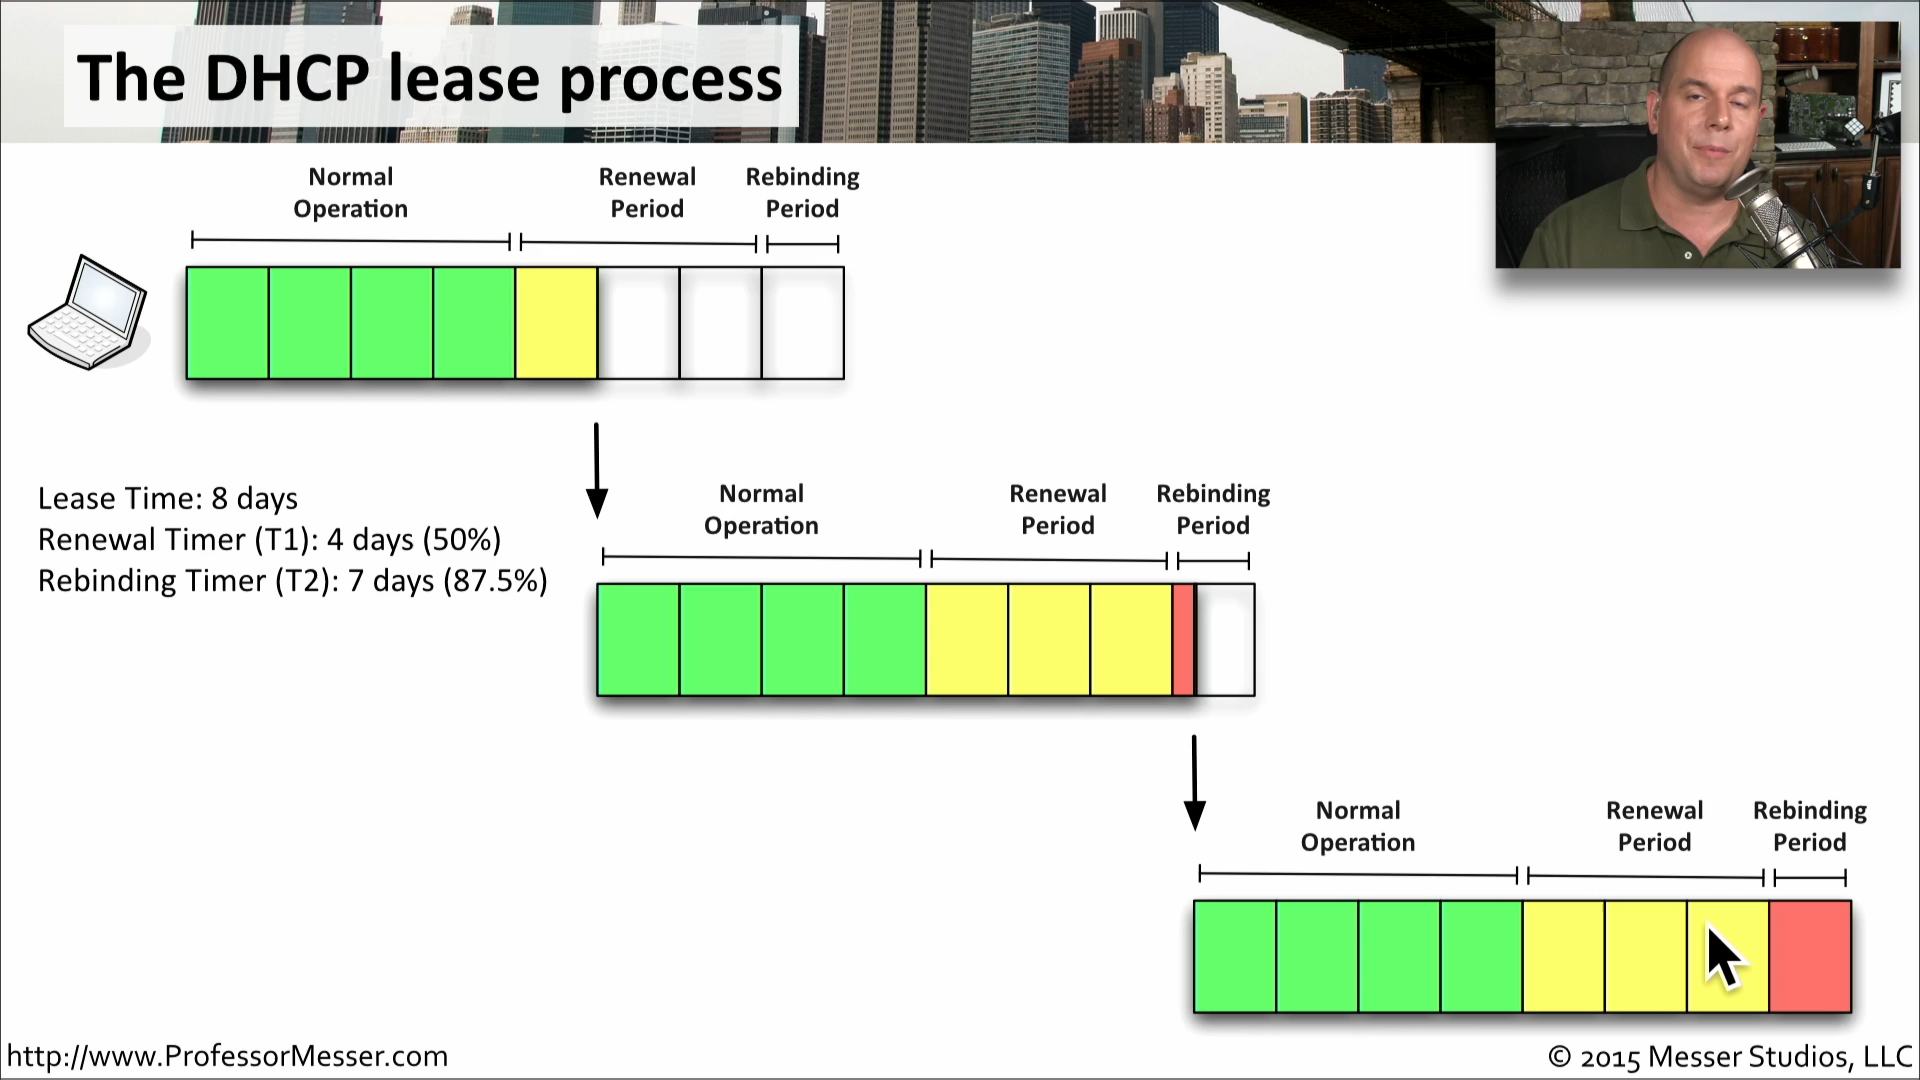 The DHCP lease process
Normal
Operation
Renewal
Period
Rebinding
Period
Lease Time: 8 days
Renewal Timer (T1): 4 days (50%)
Rebinding Timer (T2): 7 days (87.5%)
Normal
Operation
Renewal
Period
Rebinding
Period
Normal
Operation
Renewal
Period
Rebinding
Period
http://www.ProfessorMesser.com
© 2015 Messer Studios, LLC